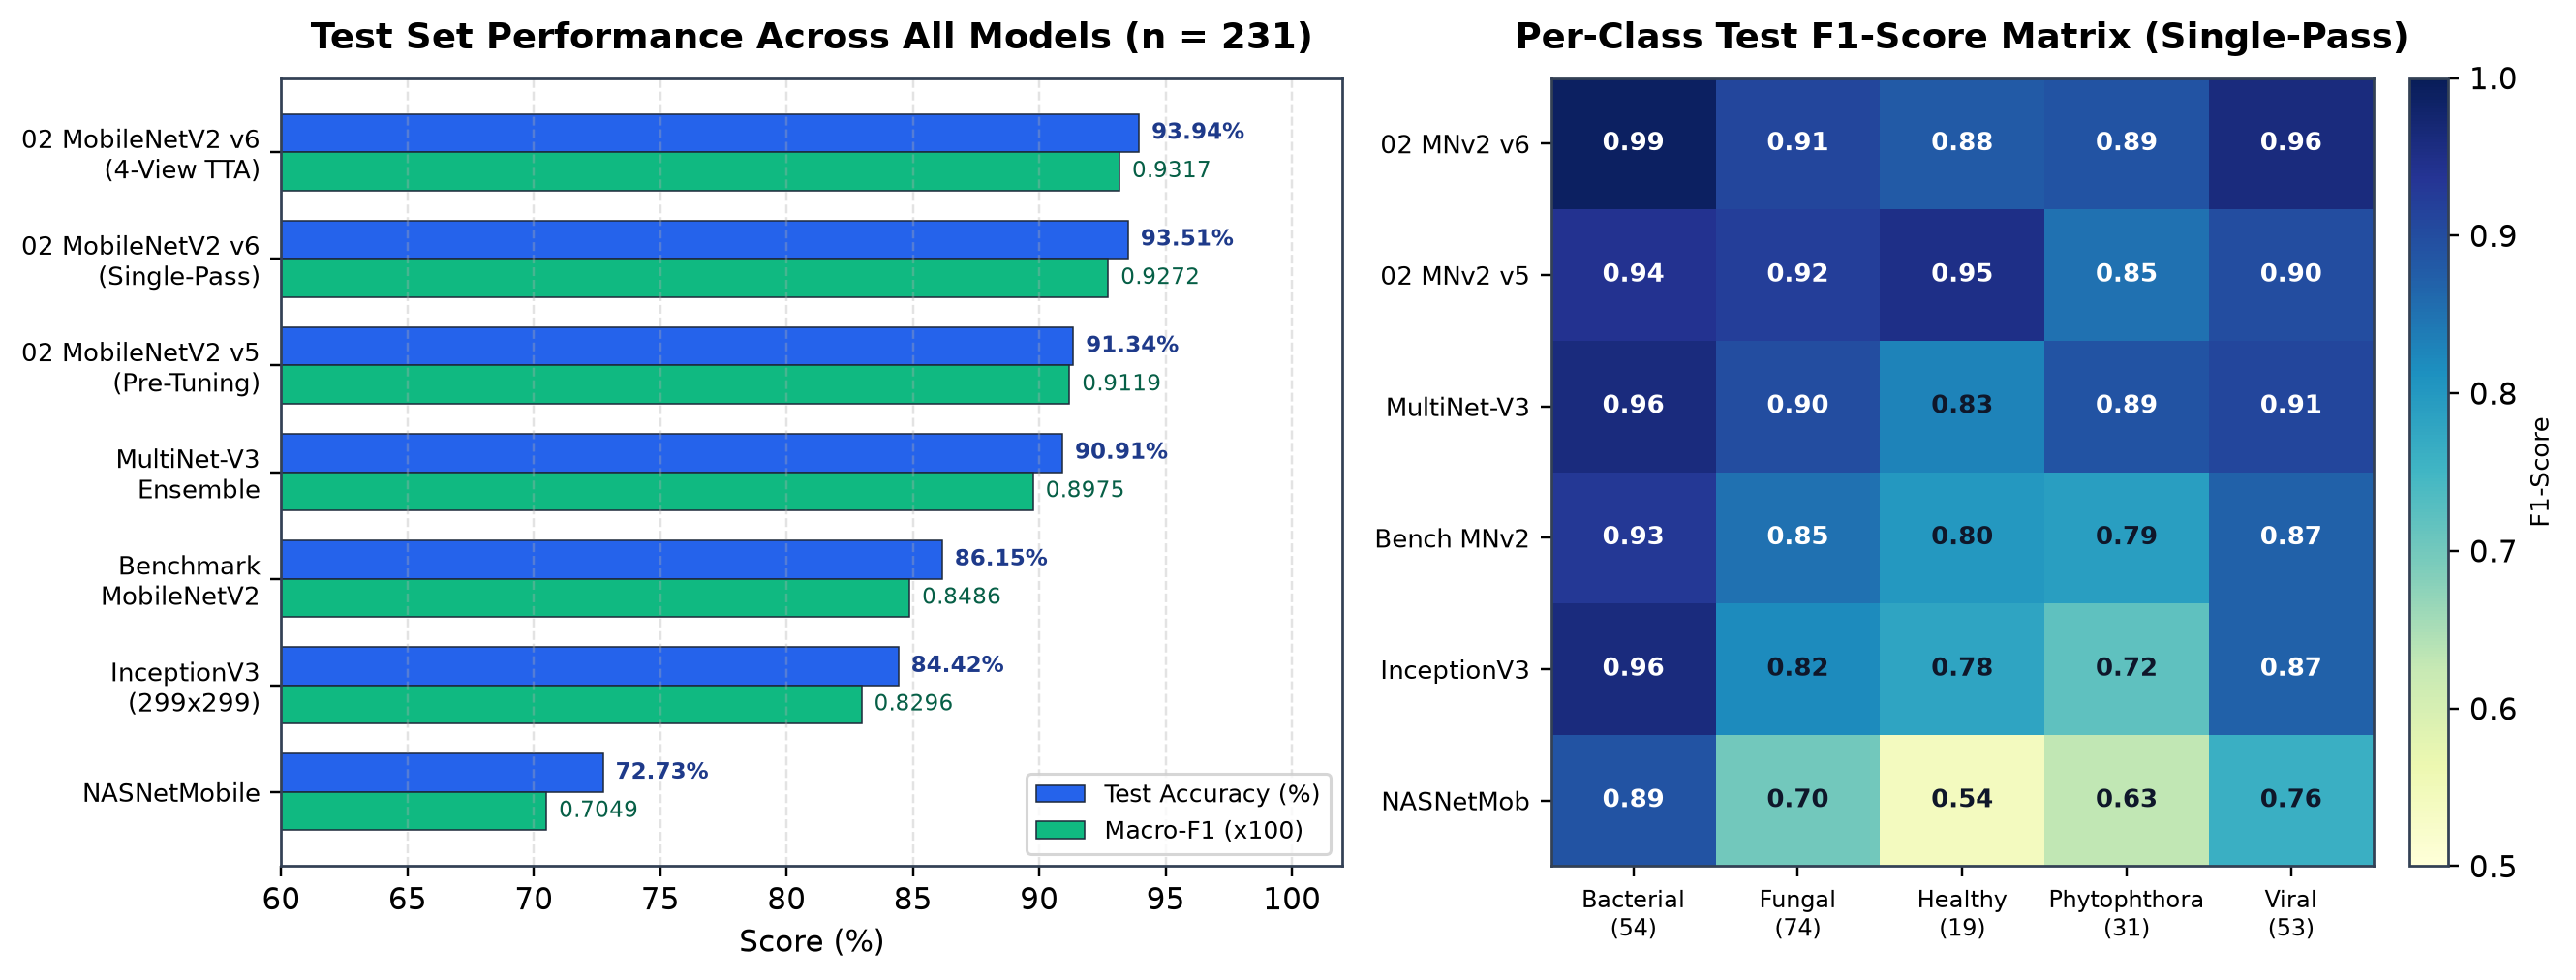 Test Set Performance Across All Models (n = 231)
02 MobileNetV2 v6
(4-View TTA)
93.94%
0.9317
02 MobileNetV2 v6
(Single-Pass)
93.51%
0.9272
02 MobileNetV2 v5
(Pre-Tuning)
91.34%
0.9119
MultiNet-V3
Ensemble
90.91%
0.8975
Benchmark
MobileNetV2
86.15%
0.8486
InceptionV3
(299x299)
84.42%
0.8296
NASNetMobile
72.73%
0.7049
Test Accuracy (%)
Macro-F1 (x100)
60 65 70 75 80 85 90 95 100
Score (%)
Per-Class Test F1-Score Matrix (Single-Pass)
02 MNv2 v6 0.99 0.91 0.88 0.89 0.96
02 MNv2 v5 0.94 0.92 0.95 0.85 0.90
MultiNet-V3 0.96 0.90 0.83 0.89 0.91
Bench MNv2 0.93 0.85 0.80 0.79 0.87
InceptionV3 0.96 0.82 0.78 0.72 0.87
NASNetMob 0.89 0.70 0.54 0.63 0.76
Bacterial Fungal Healthy Phytophthora Viral
(54) (74) (19) (31) (53)
1.0
0.9
0.8
0.7
0.6
0.5
F1-Score